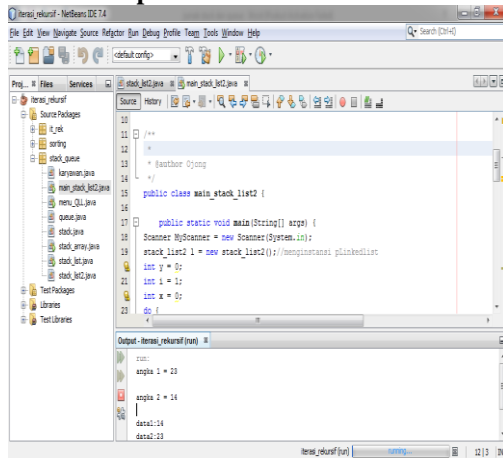 iterasi_rekursif - NetBeans IDE 7.4
File Edit View Navigate Source Refactor Run Debug Profile Team Tools Window Help
Search (Ctrl+I)
<default config>
Proj... Files Services
stack_list2.java main_stack_list2.java
iterasi_rekursif
Source Packages
it_rek
sorting
stack_queue
karyawan.java
main_stack_list2.java
menu_QLL.java
queue.java
stack.java
stack_array.java
stack_list.java
stack_list2.java
Test Packages
Libraries
Test Libraries
Source History
10
11 /**
12 *
13 * @author Ojong
14 */
15 public class main_stack_list2 {
16
17 public static void main(String[] args) {
18 Scanner MyScanner = new Scanner(System.in);
19 stack_list2 l = new stack_list2();//menginstansi plinkedlist
int y = 0;
21 int i = 1;
int x = 0;
23 do {
Output - iterasi_rekursif (run)
run:
angka 1 = 23
angka 2 = 14
data1:14
data2:23
iterasi_rekursif (run) running... 12 | 3